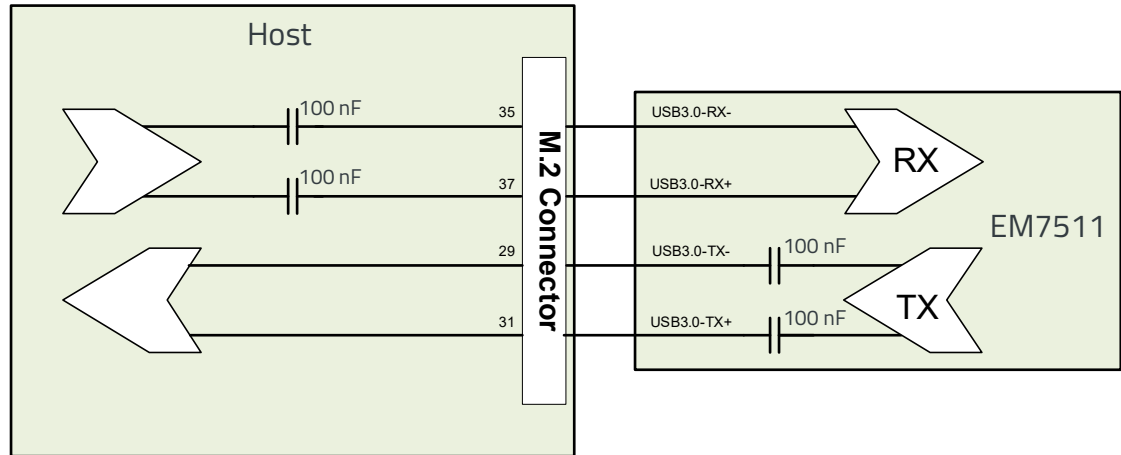 Host
100 nF
35
USB3.0-RX-
100 nF
37
USB3.0-RX+
RX
M.2 Connector
EM7511
29
USB3.0-TX-
100 nF
31
USB3.0-TX+
100 nF
TX